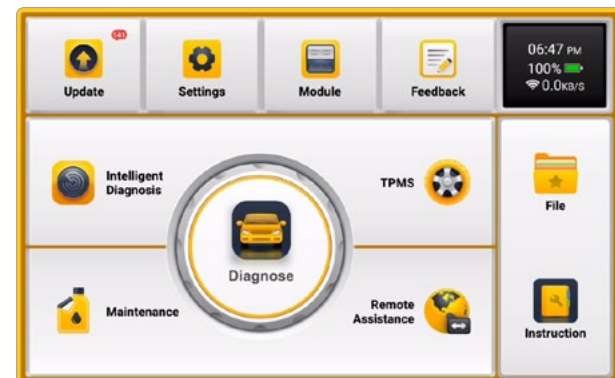 141
Update
Settings
Module
Feedback
06:47 PM
100%
0.0KB/S
Intelligent
Diagnosis
TPMS
File
Diagnose
Maintenance
Remote
Assistance
Instruction